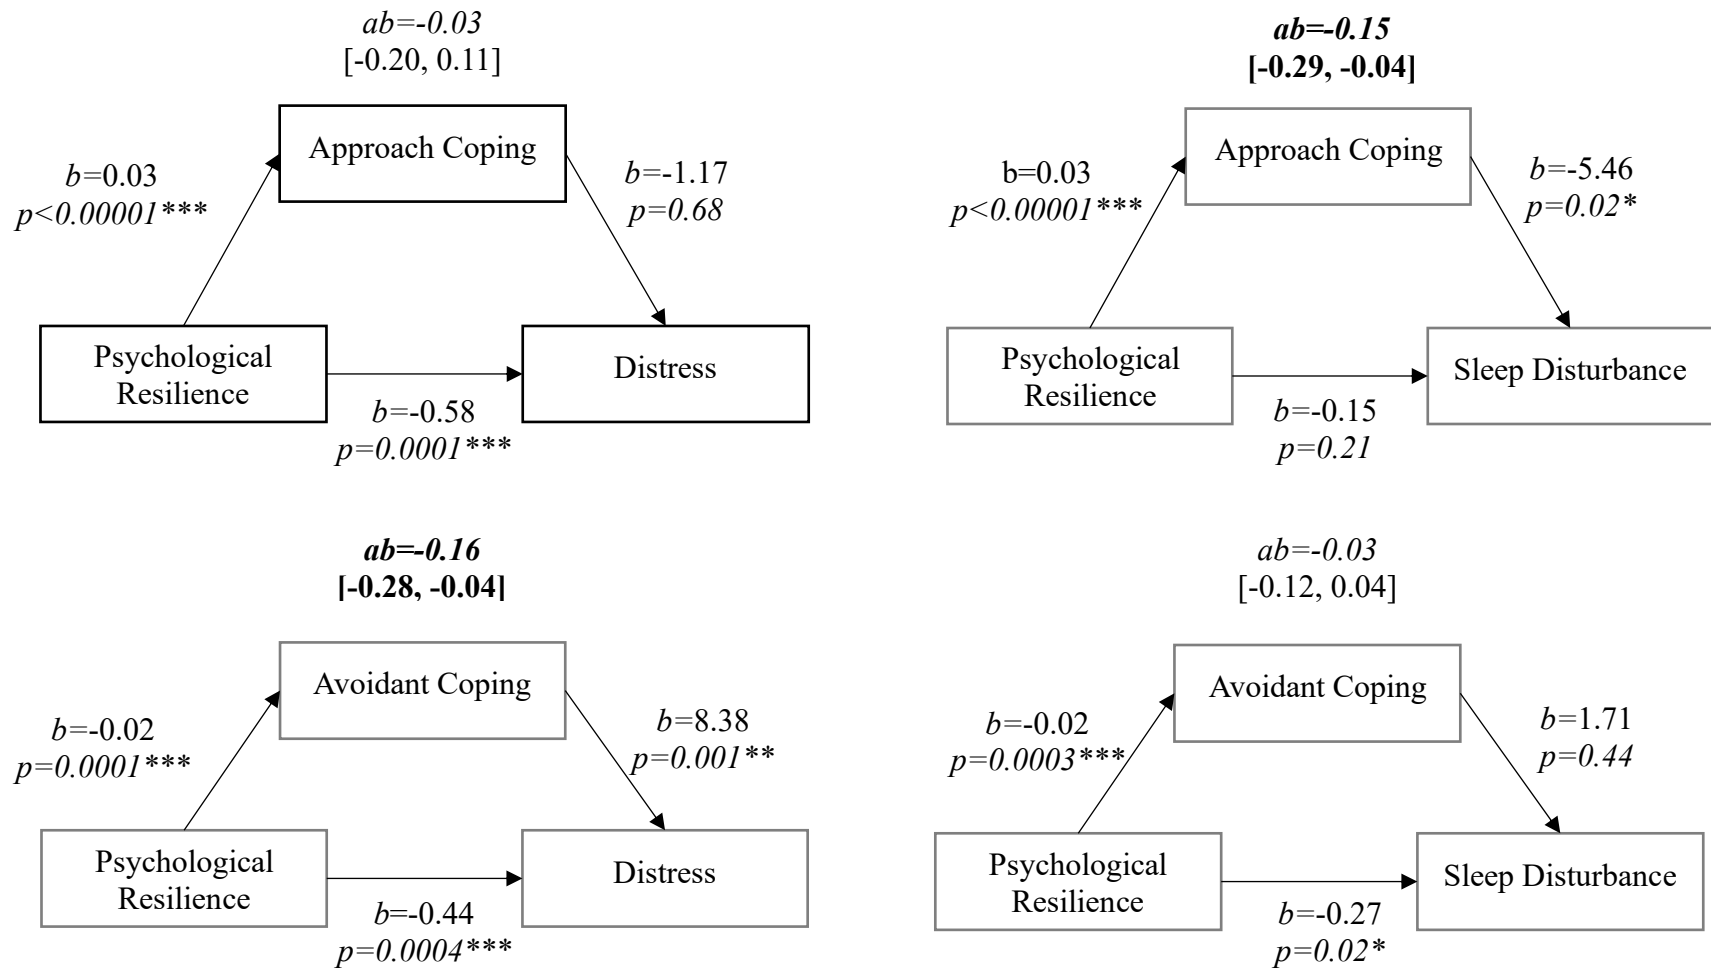 ab=-0.03
[-0.20, 0.11]
Approach Coping
b=0.03
p<0.00001***
b=-1.17
p=0.68
Psychological
Resilience
Distress
b=-0.58
p=0.0001***
ab=-0.15
[-0.29, -0.04]
Approach Coping
b=0.03
p<0.00001***
b=-5.46
p=0.02*
Psychological
Resilience
Sleep Disturbance
b=-0.15
p=0.21
ab=-0.16
[-0.28, -0.04]
Avoidant Coping
b=-0.02
p=0.0001***
b=8.38
p=0.001**
Psychological
Resilience
Distress
b=-0.44
p=0.0004***
ab=-0.03
[-0.12, 0.04]
Avoidant Coping
b=-0.02
p=0.0003***
b=1.71
p=0.44
Psychological
Resilience
Sleep Disturbance
b=-0.27
p=0.02*